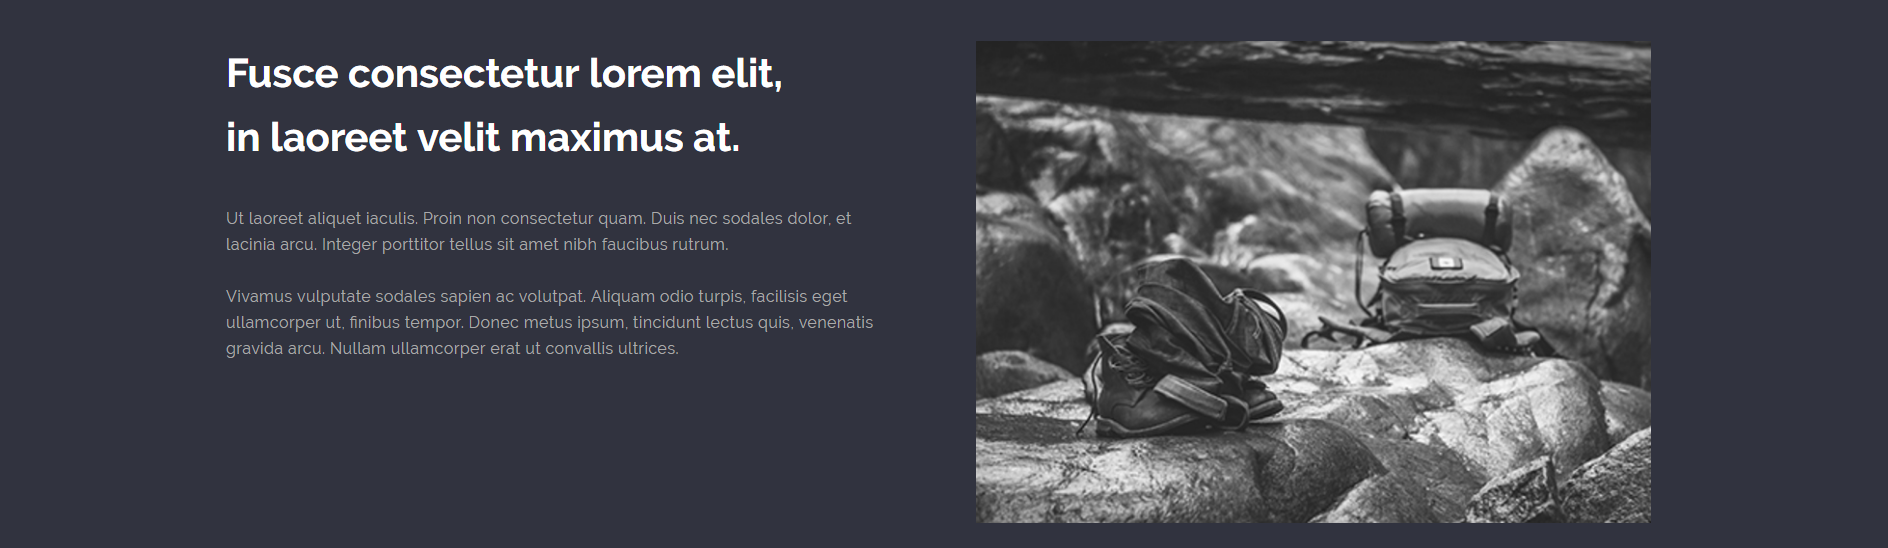 Fusce consectetur lorem elit,
in laoreet velit maximus at.
Ut laoreet aliquet iaculis. Proin non consectetur quam. Duis nec sodales dolor, et
lacinia arcu. Integer porttitor tellus sit amet nibh faucibus rutrum.
Vivamus vulputate sodales sapien ac volutpat. Aliquam odio turpis, facilisis eget
ullamcorper ut, finibus tempor. Donec metus ipsum, tincidunt lectus quis, venenatis
gravida arcu. Nullam ullamcorper erat ut convallis ultrices.